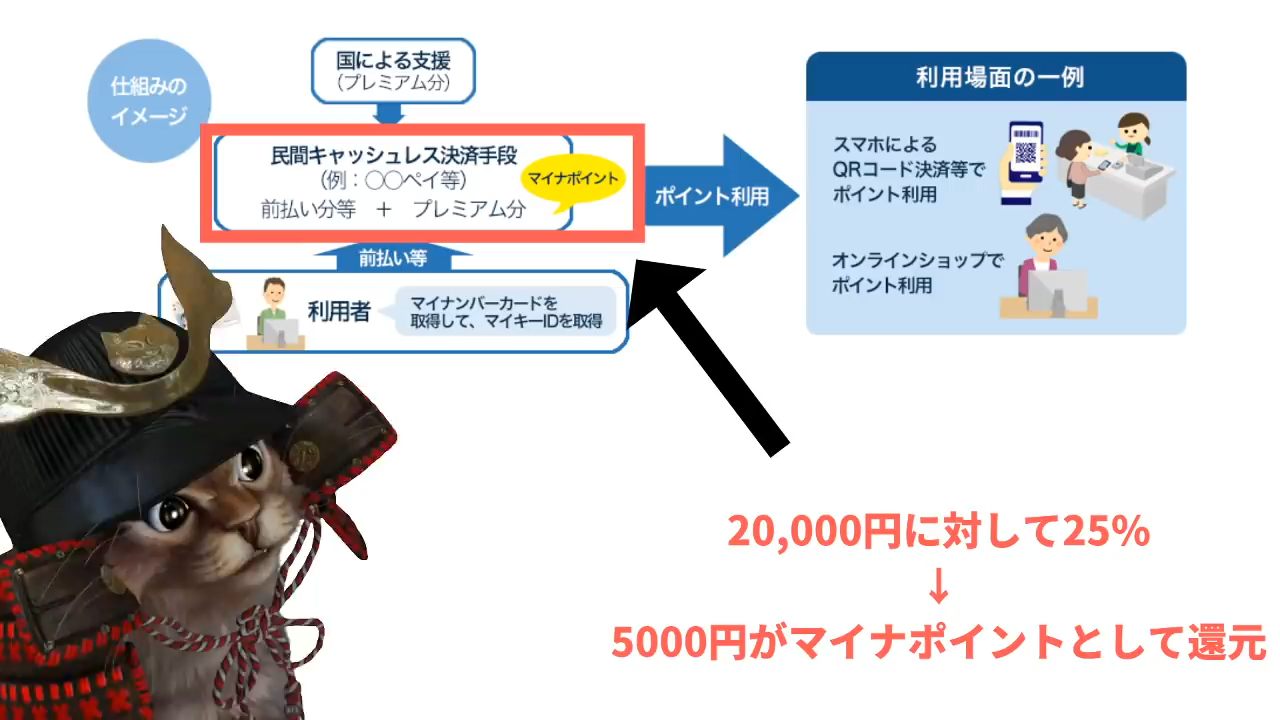 仕組みの
イメージ
国による支援
（プレミアム分）
民間キャッシュレス決済手段
（例：〇〇ペイ等）
前払い分等　＋　プレミアム分
マイナポイント
ポイント利用
前払い等
利用者
マイナンバーカードを
取得して、マイキーIDを取得
利用場面の一例
スマホによる
QRコード決済等で
ポイント利用
オンラインショップで
ポイント利用
20,000円に対して25%
↓
5000円がマイナポイントとして還元